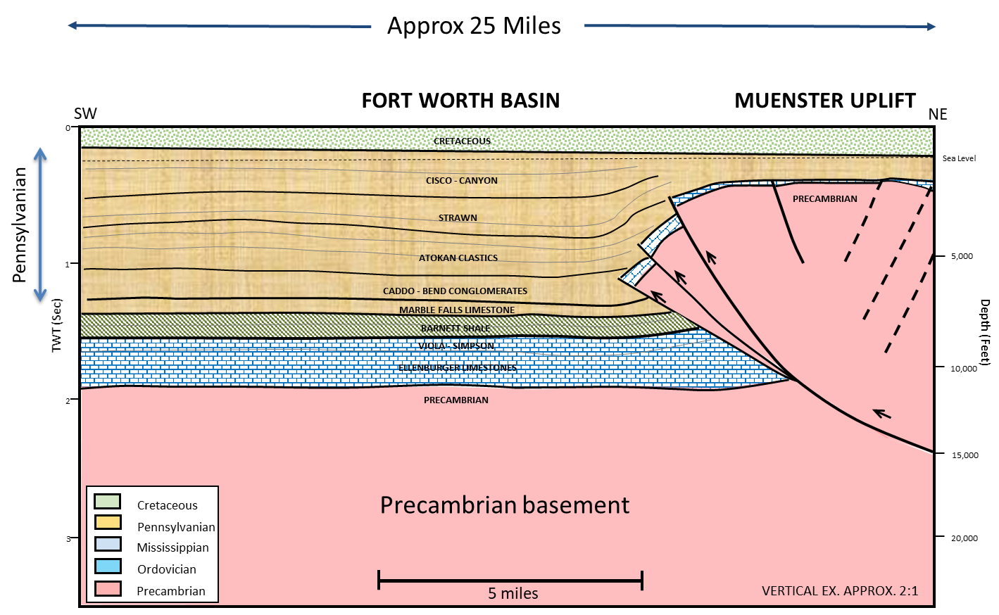 Approx 25 Miles
FORT WORTH BASIN
MUENSTER UPLIFT
SW
NE
0
CRETACEOUS
Sea Level
CISCO - CANYON
PRECAMBRIAN
STRAWN
Pennsylvanian
ATOKAN CLASTICS
5,000
1
CADDO - BEND CONGLOMERATES
MARBLE FALLS LIMESTONE
TWT (Sec)
BARNETT SHALE
Depth (Feet)
VIOLA - SIMPSON
ELLENBURGER LIMESTONES
10,000
2
PRECAMBRIAN
15,000
Precambrian basement
3
20,000
Cretaceous
Pennsylvanian
Mississippian
Ordovician
Precambrian
5 miles
VERTICAL EX. APPROX. 2:1